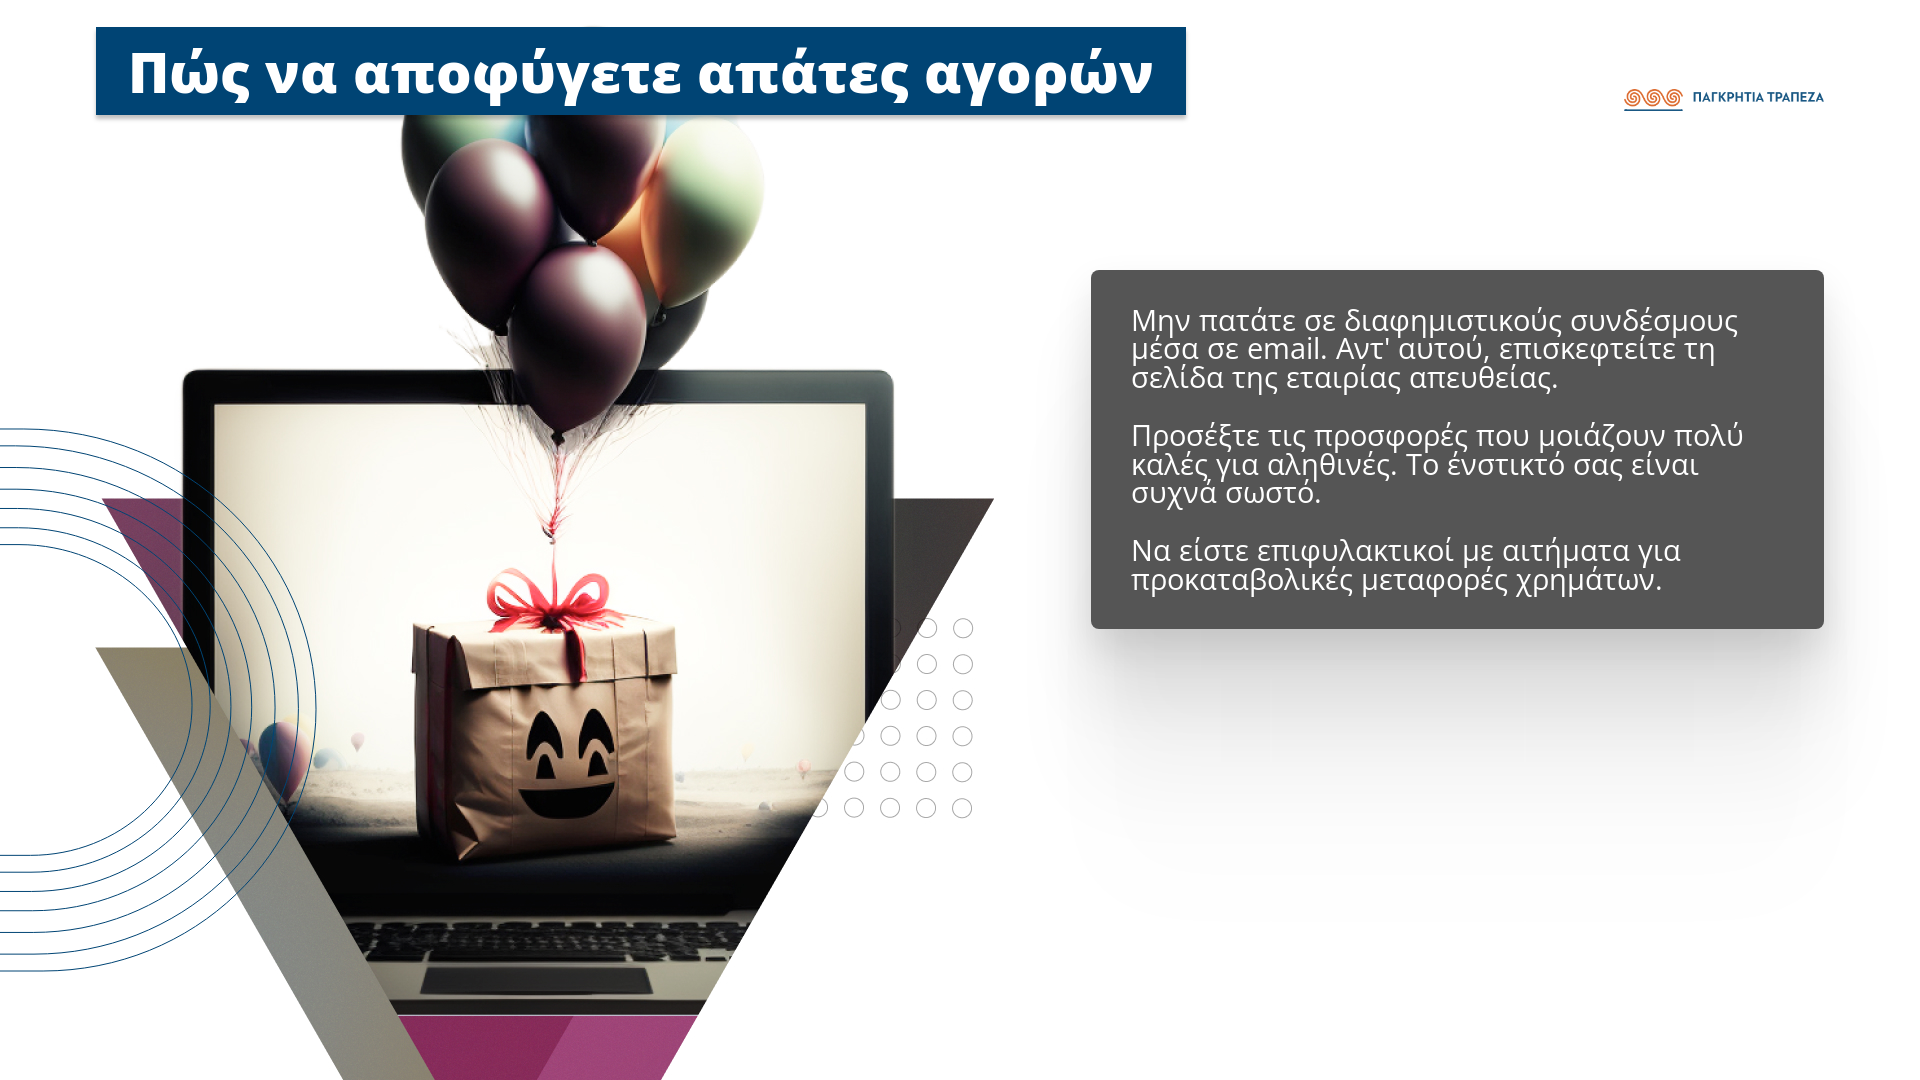 Πώς να αποφύγετε απάτες αγορών
ΠΑΓΚΡΗΤΙΑ ΤΡΑΠΕΖΑ
Μην πατάτε σε διαφημιστικούς συνδέσμους
μέσα σε email. Αντ' αυτού, επισκεφτείτε τη
σελίδα της εταιρίας απευθείας.
Προσέξτε τις προσφορές που μοιάζουν πολύ
καλές για αληθινές. Το ένστικτό σας είναι
συχνά σωστό.
Να είστε επιφυλακτικοί με αιτήματα για
προκαταβολικές μεταφορές χρημάτων.